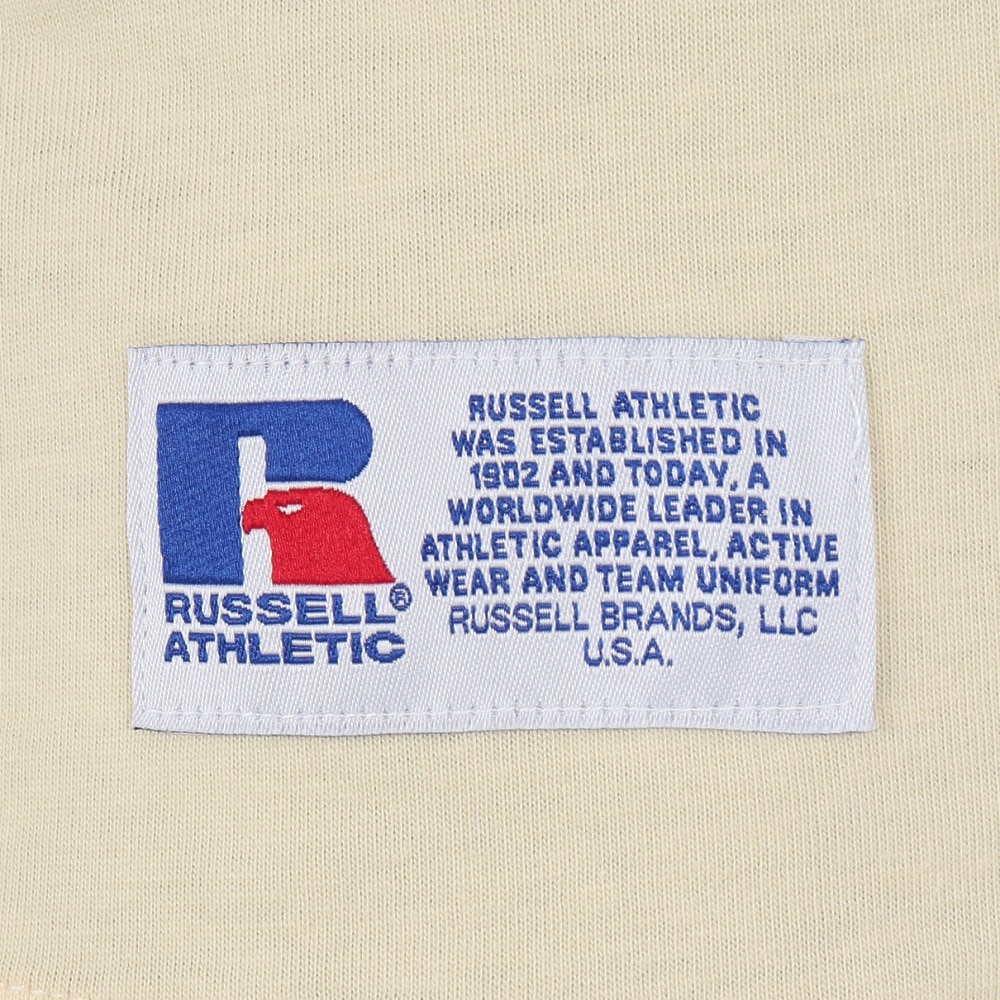 RUSSELL®
ATHLETIC
RUSSELL ATHLETIC
WAS ESTABLISHED IN
1902 AND TODAY, A
WORLDWIDE LEADER IN
ATHLETIC APPAREL, ACTIVE
WEAR AND TEAM UNIFORM
RUSSELL BRANDS, LLC
U.S.A.